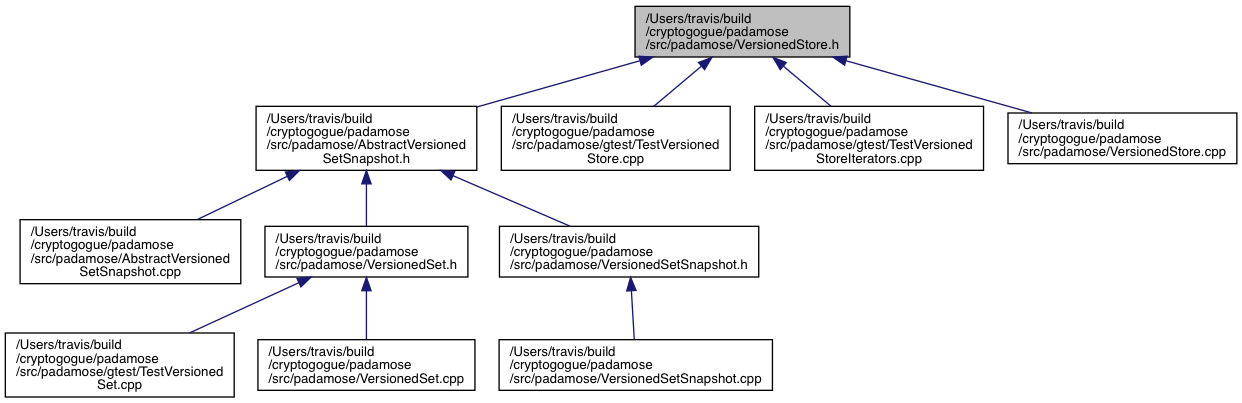 /Users/travis/build
/cryptogogue/padamose
/src/padamose/VersionedStore.h
/Users/travis/build
/cryptogogue/padamose
/src/padamose/AbstractVersioned
SetSnapshot.h
/Users/travis/build
/cryptogogue/padamose
/src/padamose/gtest/TestVersioned
Store.cpp
/Users/travis/build
/cryptogogue/padamose
/src/padamose/gtest/TestVersioned
StoreIterators.cpp
/Users/travis/build
/cryptogogue/padamose
/src/padamose/VersionedStore.cpp
/Users/travis/build
/cryptogogue/padamose
/src/padamose/AbstractVersioned
SetSnapshot.cpp
/Users/travis/build
/cryptogogue/padamose
/src/padamose/VersionedSet.h
/Users/travis/build
/cryptogogue/padamose
/src/padamose/VersionedSetSnapshot.h
/Users/travis/build
/cryptogogue/padamose
/src/padamose/gtest/TestVersioned
Set.cpp
/Users/travis/build
/cryptogogue/padamose
/src/padamose/VersionedSet.cpp
/Users/travis/build
/cryptogogue/padamose
/src/padamose/VersionedSetSnapshot.cpp